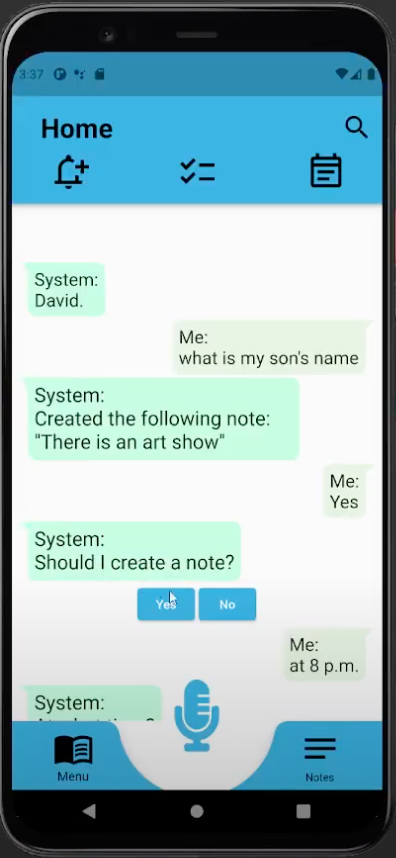 3:37
Home
System:
David.
Me:
what is my son's name
System:
Created the following note:
"There is an art show"
Me:
Yes
System:
Should I create a note?
Yes No
Me:
at 8 p.m.
System:
Menu
Notes